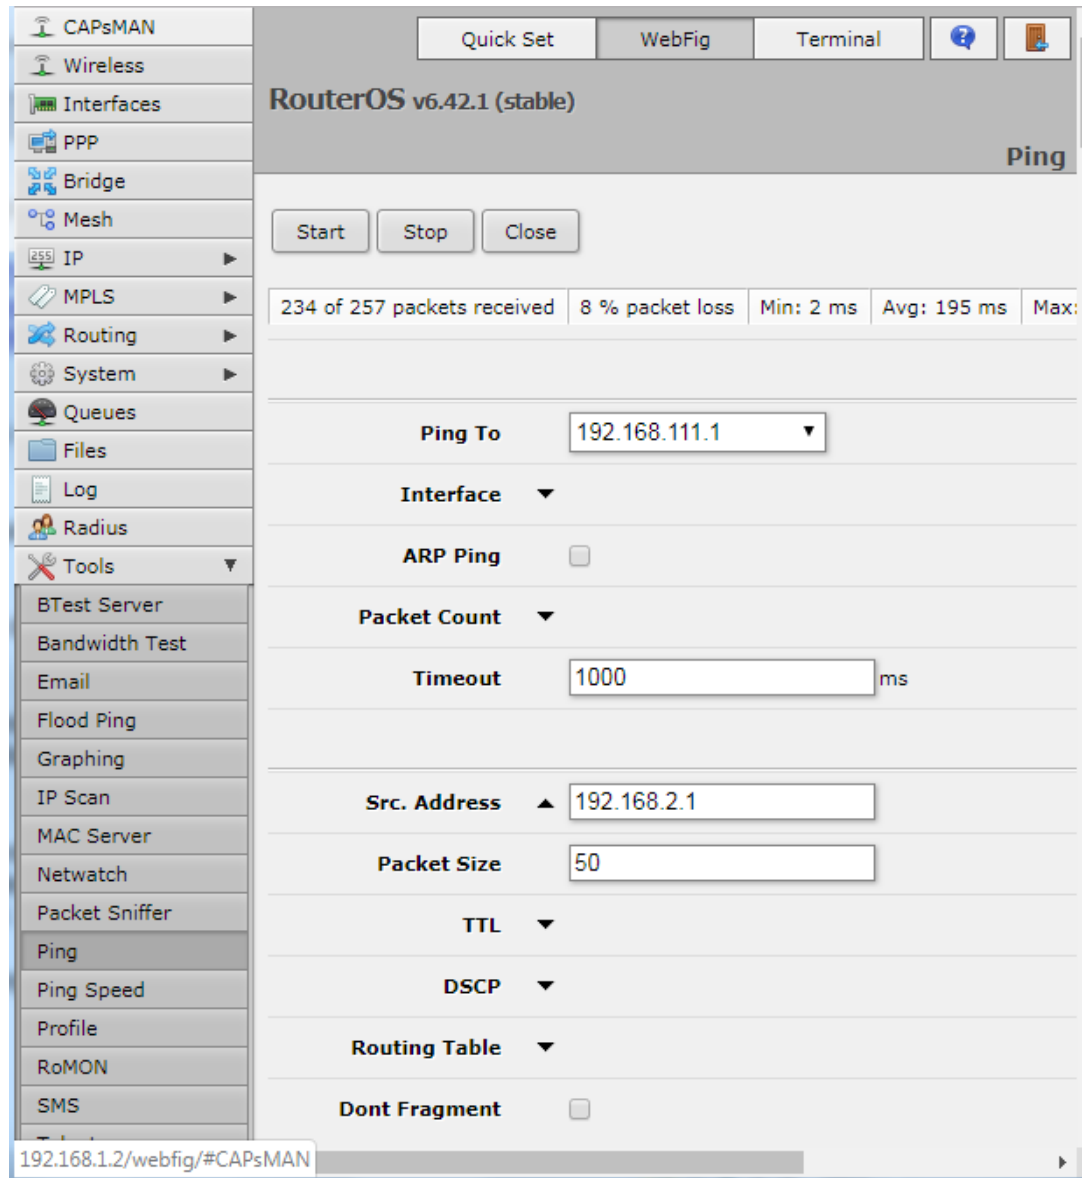 CAPsMAN
Wireless
Interfaces
PPP
Bridge
Mesh
255 IP
MPLS
Routing
System
Queues
Files
Log
Radius
Tools
BTest Server
Bandwidth Test
Email
Flood Ping
Graphing
IP Scan
MAC Server
Netwatch
Packet Sniffer
Ping
Ping Speed
Profile
RoMON
SMS
192.168.1.2/webfig/#CAPsMAN
Quick Set WebFig Terminal
RouterOS v6.42.1 (stable)
Ping
Start Stop Close
234 of 257 packets received 8 % packet loss Min: 2 ms Avg: 195 ms Max:
Ping To 192.168.111.1
Interface
ARP Ping
Packet Count
Timeout 1000 ms
Src. Address 192.168.2.1
Packet Size 50
TTL
DSCP
Routing Table
Dont Fragment